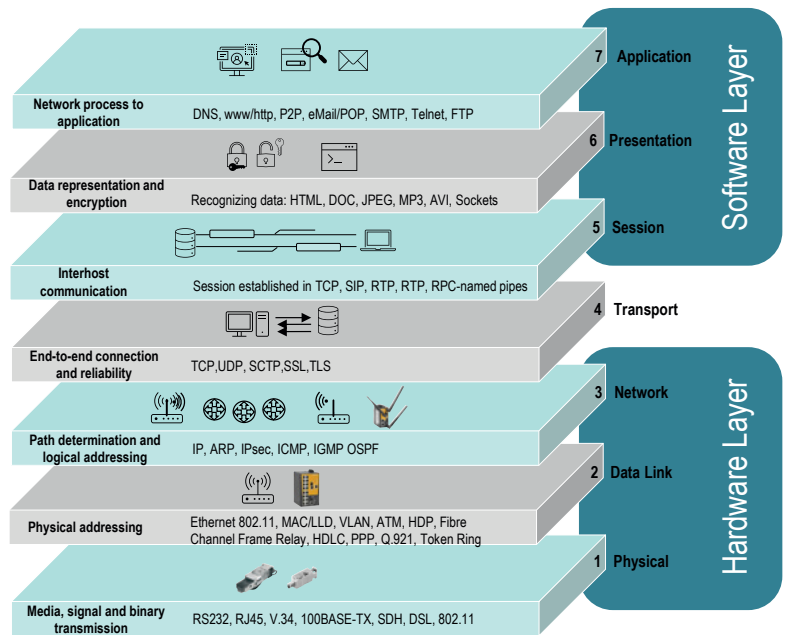 7 Application
Network process to
application
DNS, www/http, P2P, eMail/POP, SMTP, Telnet, FTP
6 Presentation
Data representation and
encryption
Recognizing data: HTML, DOC, JPEG, MP3, AVI, Sockets
5 Session
Interhost
communication
Session established in TCP, SIP, RTP, RTP, RPC-named pipes
Software Layer
4 Transport
End-to-end connection
and reliability
TCP,UDP, SCTP,SSL,TLS
3 Network
Path determination and
logical addressing
IP, ARP, IPsec, ICMP, IGMP OSPF
2 Data Link
Physical addressing
Ethernet 802.11, MAC/LLD, VLAN, ATM, HDP, Fibre
Channel Frame Relay, HDLC, PPP, Q.921, Token Ring
1 Physical
Media, signal and binary
transmission
RS232, RJ45, V.34, 100BASE-TX, SDH, DSL, 802.11
Hardware Layer